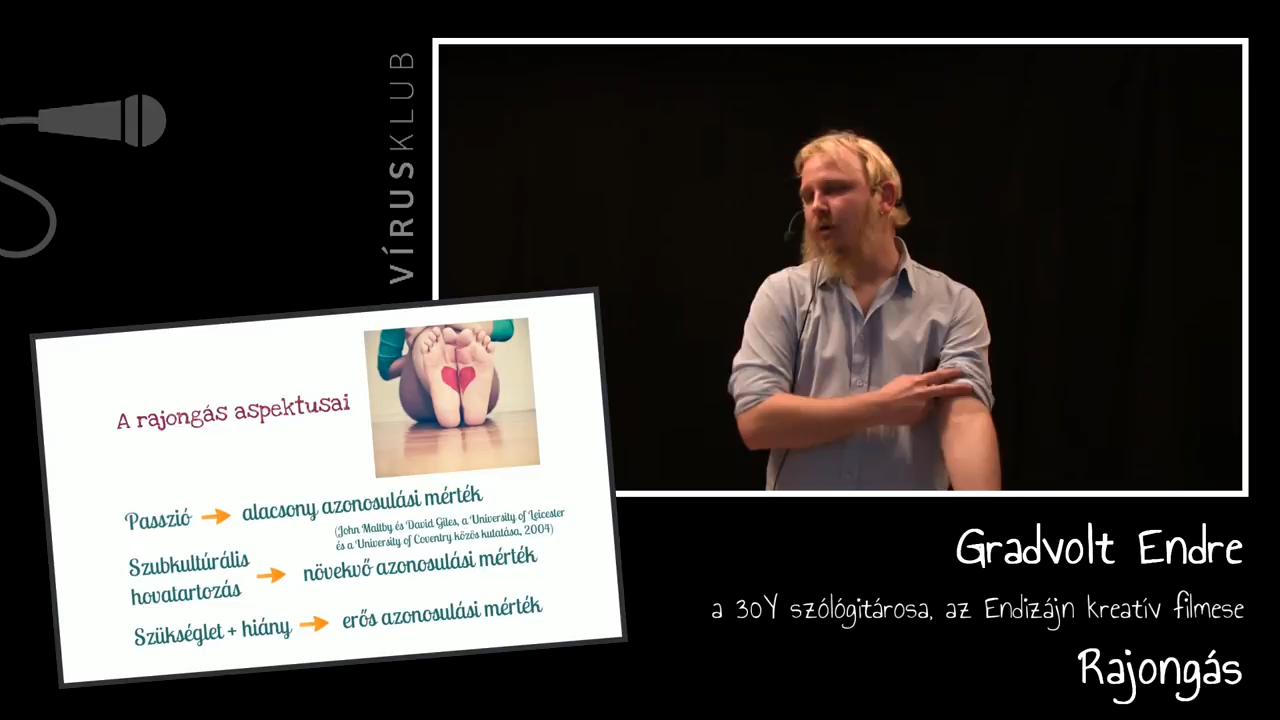 VÍRUSKLUB
A rajongás aspektusai
Passzió → alacsony azonosulási mérték
(John Maltby és David Giles, a University of Leicester
és a University of Coventry közös kutatása, 2004)
Szubkultúrális
hovatartozás → növekvő azonosulási mérték
Szükséglet + hiány → erős azonosulási mérték
Gradvolt Endre
a 30Y szólógitárosa, az Endizájn kreatív filmese
Rajongás